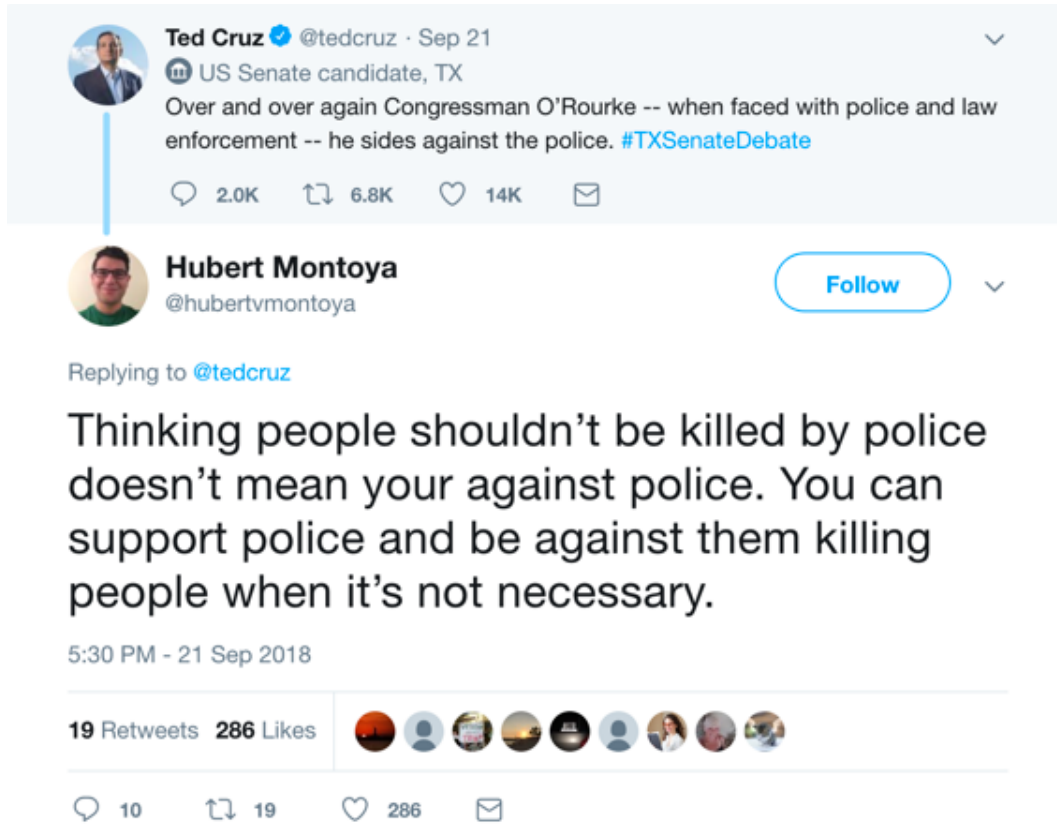 Ted Cruz @tedcruz · Sep 21
US Senate candidate, TX
Over and over again Congressman O’Rourke -- when faced with police and law
enforcement -- he sides against the police. #TXSenateDebate
2.0K 6.8K 14K
Hubert Montoya
@hubertvmontoya
Follow
Replying to @tedcruz
Thinking people shouldn’t be killed by police
doesn’t mean your against police. You can
support police and be against them killing
people when it’s not necessary.
5:30 PM - 21 Sep 2018
19 Retweets 286 Likes
10 19 286